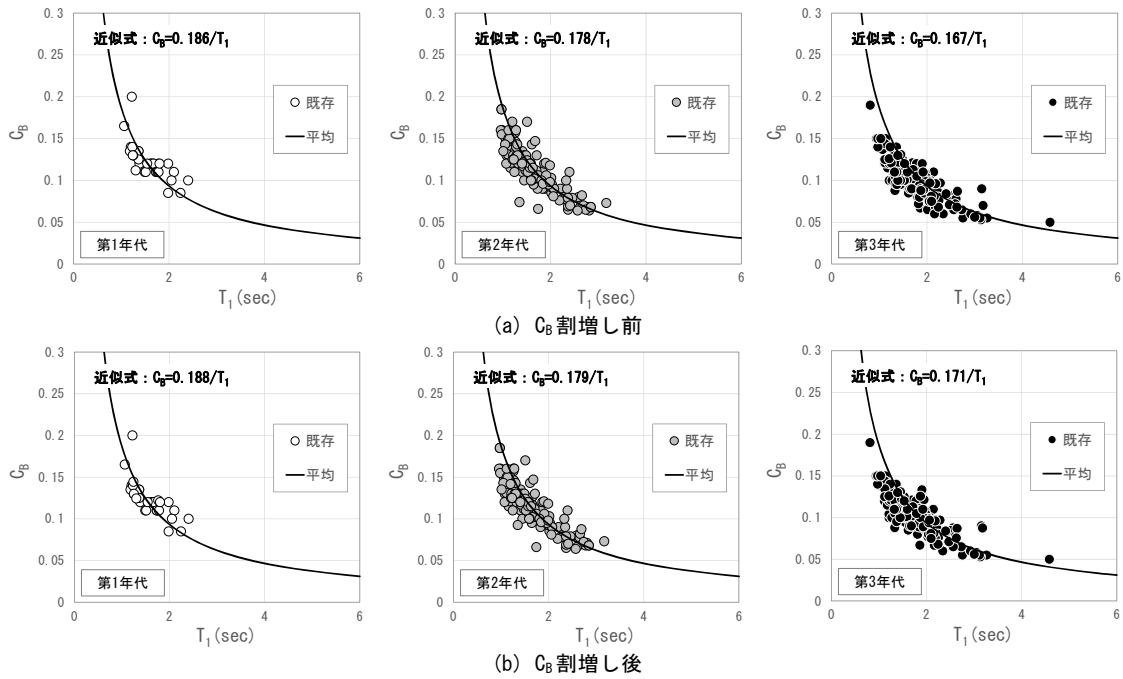 0.3
0.25
0.2
0.15
0.1
0.05
0
C_B
近似式:C_B=0.186/T_1
既存
平均
第1年代
0
2
4
6
T_1(sec)
0.3
0.25
0.2
0.15
0.1
0.05
0
C_B
近似式:C_B=0.178/T_1
既存
平均
第2年代
0
2
4
6
T_1(sec)
0.3
0.25
0.2
0.15
0.1
0.05
0
C_B
近似式:C_B=0.167/T_1
既存
平均
第3年代
0
2
4
6
T_1(sec)
(a) C_B割増し前
0.3
0.25
0.2
0.15
0.1
0.05
0
C_B
近似式:C_B=0.188/T_1
既存
平均
第1年代
0
2
4
6
T_1(sec)
0.3
0.25
0.2
0.15
0.1
0.05
0
C_B
近似式:C_B=0.179/T_1
既存
平均
第2年代
0
2
4
6
T_1(sec)
0.3
0.25
0.2
0.15
0.1
0.05
0
C_B
近似式:C_B=0.171/T_1
既存
平均
第3年代
0
2
4
6
T_1(sec)
(b) C_B割増し後